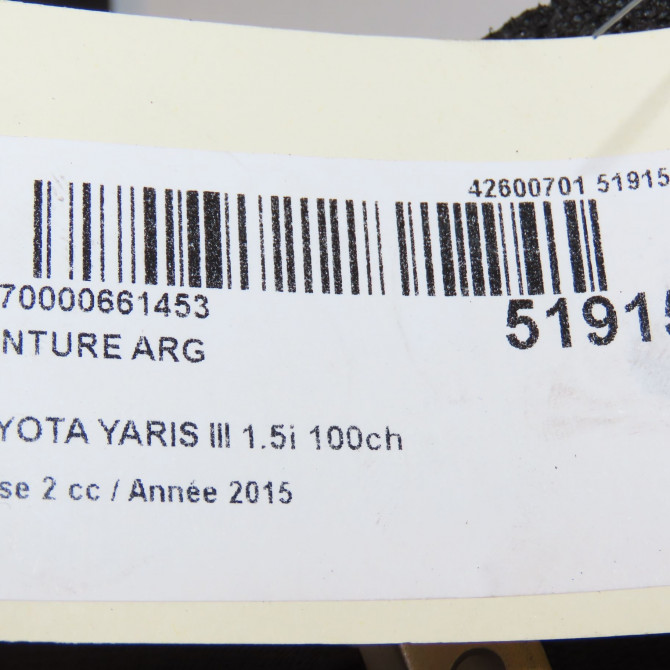 42600701 51915
70000661453
51915
NTURE ARG
YOTA YARIS III 1.5i 100ch
se 2 cc / Année 2015